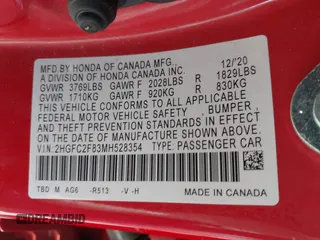 MFD BY HONDA OF CANADA MFG., 12/'20
A DIVISION OF HONDA CANADA INC.
GVWR 3769LBS GAWR F 2028LBS R 1829LBS
GVWR 1710KG GAWR F 920KG R 830KG
THIS VEHICLE CONFORMS TO ALL APPLICABLE
FEDERAL MOTOR VEHICLE SAFETY, BUMPER,
AND THEFT PREVENTION STANDARDS IN EFFECT
ON THE DATE OF MANUFACTURE SHOWN ABOVE.
V.I.N:2HGFC2F83MH528354 TYPE: PASSENGER CAR
TBD M AG6 -R513 -V -H
MADE IN CANADA
DREAMBID